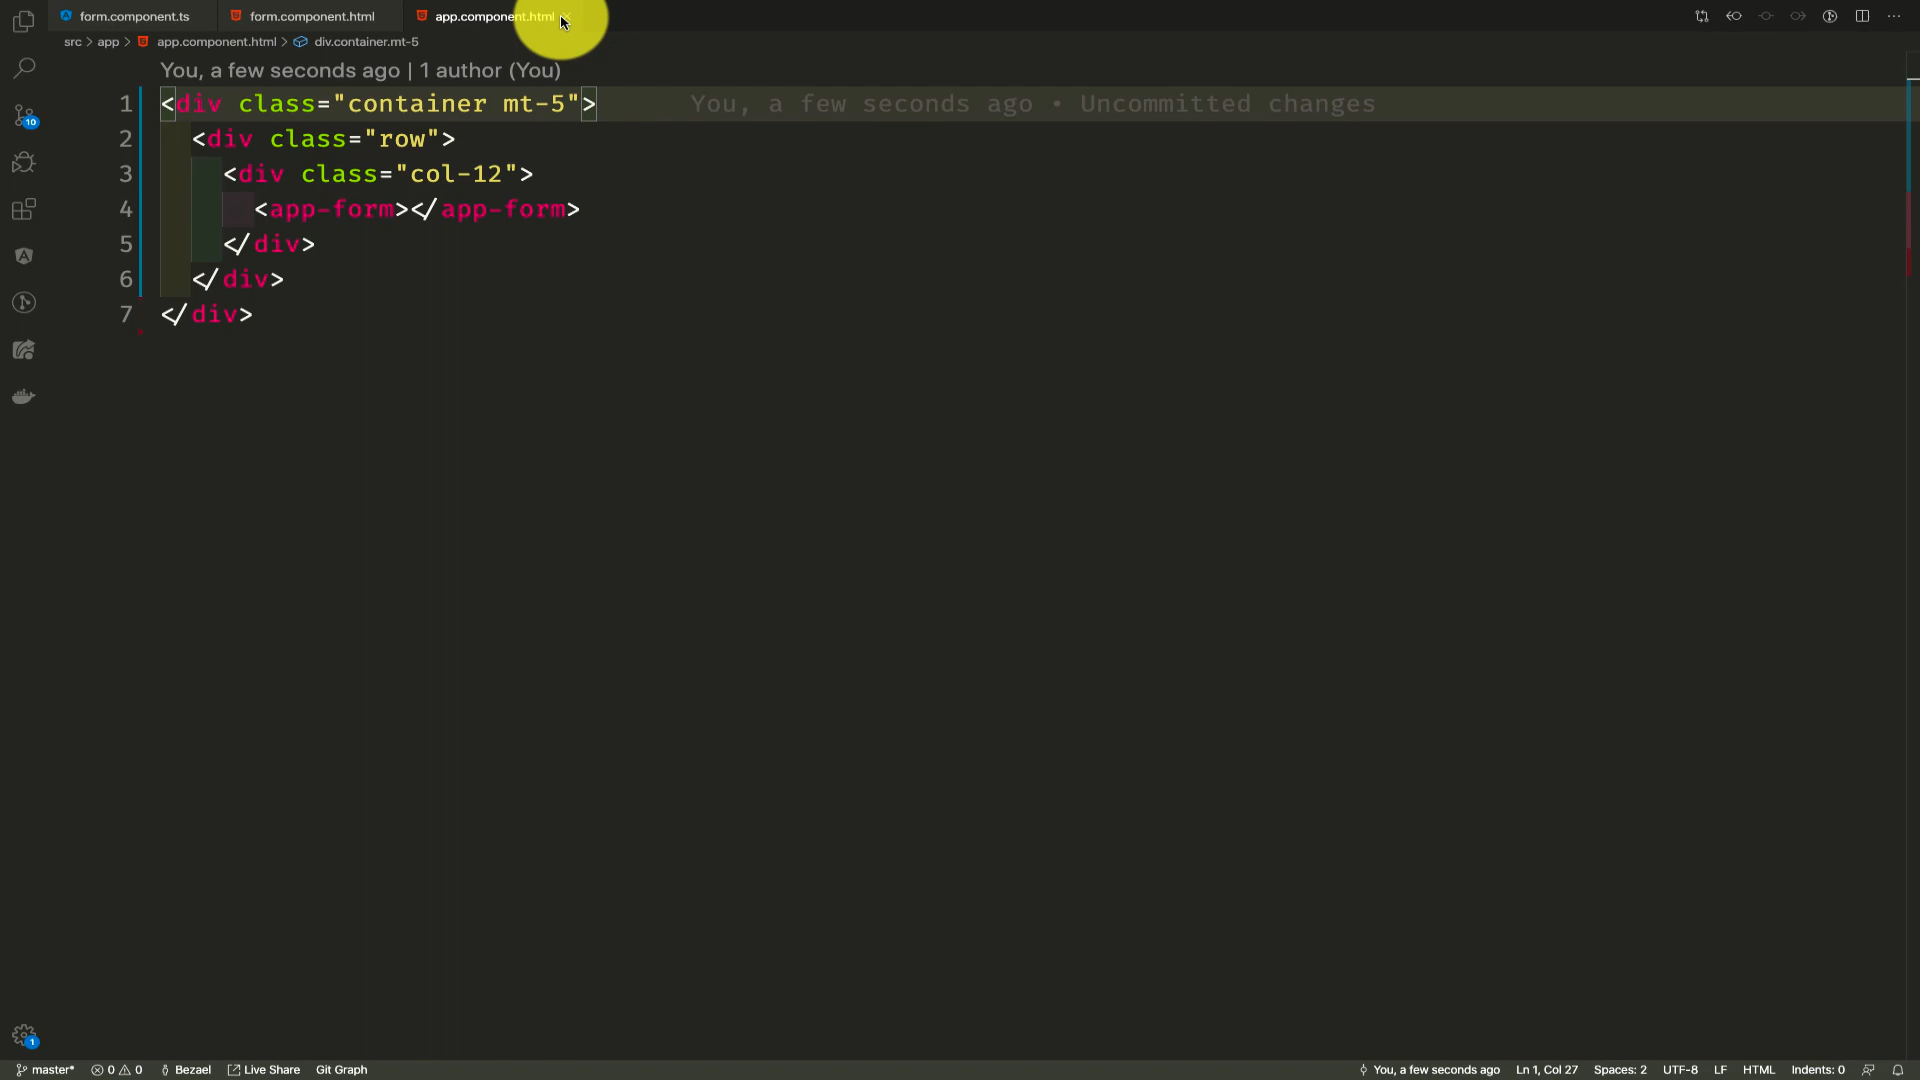 form.component.ts form.component.html app.component.html
src > app > app.component.html > div.container.mt-5
You, a few seconds ago | 1 author (You)
1 <div class="container mt-5"> You, a few seconds ago • Uncommitted changes
2 <div class="row">
3 <div class="col-12">
4 <app-form></app-form>
5 </div>
6 </div>
7 </div>
10
1
master* 0 0 Bezael Live Share Git Graph You, a few seconds ago Ln 1, Col 27 Spaces: 2 UTF-8 LF HTML Indents: 0